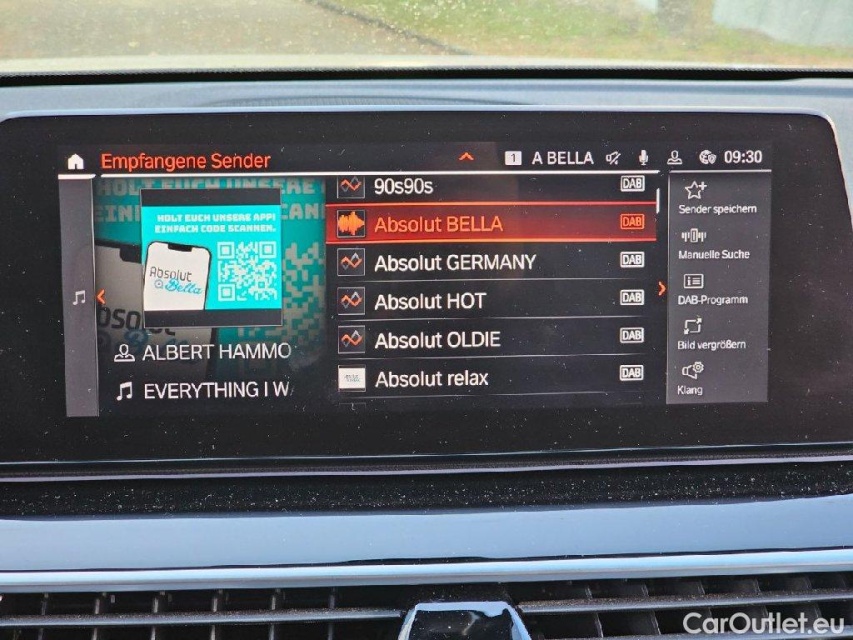 Empfangene Sender
1 A BELLA 09:30
HOLT EUCH UNSERE APP!
EINFACH CODE SCANNEN.
Absolut
Bella
ALBERT HAMMO
EVERYTHING I W
90s90s DAB
Absolut BELLA DAB
Absolut GERMANY DAB
Absolut HOT DAB
Absolut OLDIE DAB
Absolut relax DAB
Sender speichern
Manuelle Suche
DAB-Programm
Bild vergrößern
Klang
CarOutlet.eu